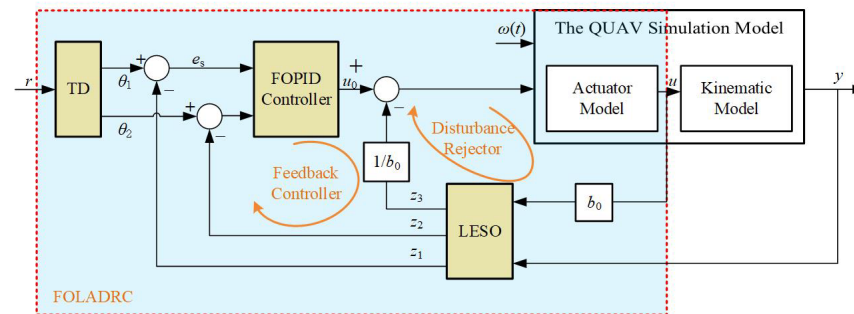 ω(t)
The QUAV Simulation Model
r
TD
θ1
θ2
+
−
es
+
−
FOPID
Controller
+
u0
−
Actuator
Model
u
Kinematic
Model
y
Disturbance
Rejector
1/b0
Feedback
Controller
z3
z2
z1
LESO
b0
FOLADRC